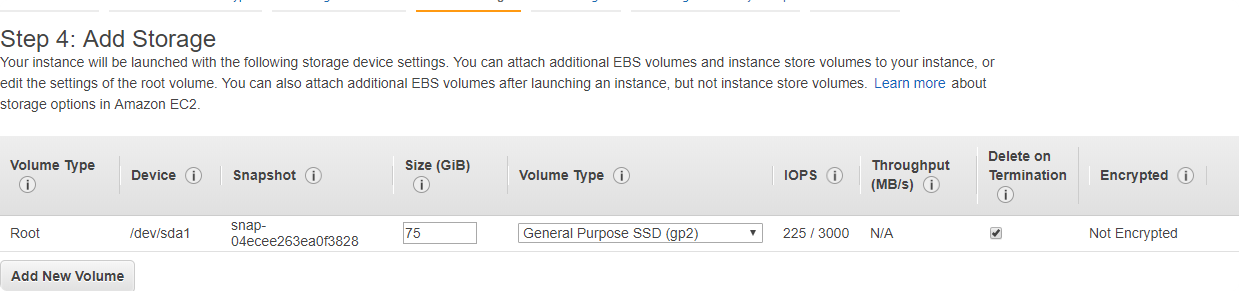 Step 4: Add Storage
Your instance will be launched with the following storage device settings. You can attach additional EBS volumes and instance store volumes to your instance, or
edit the settings of the root volume. You can also attach additional EBS volumes after launching an instance, but not instance store volumes. Learn more about
storage options in Amazon EC2.
Volume Type i Device i Snapshot i Size (GiB) i Volume Type i IOPS i Throughput (MB/s) i Delete on Termination i Encrypted i
Root /dev/sda1 snap-04ecee263ea0f3828 75 General Purpose SSD (gp2) 225 / 3000 N/A Not Encrypted
Add New Volume